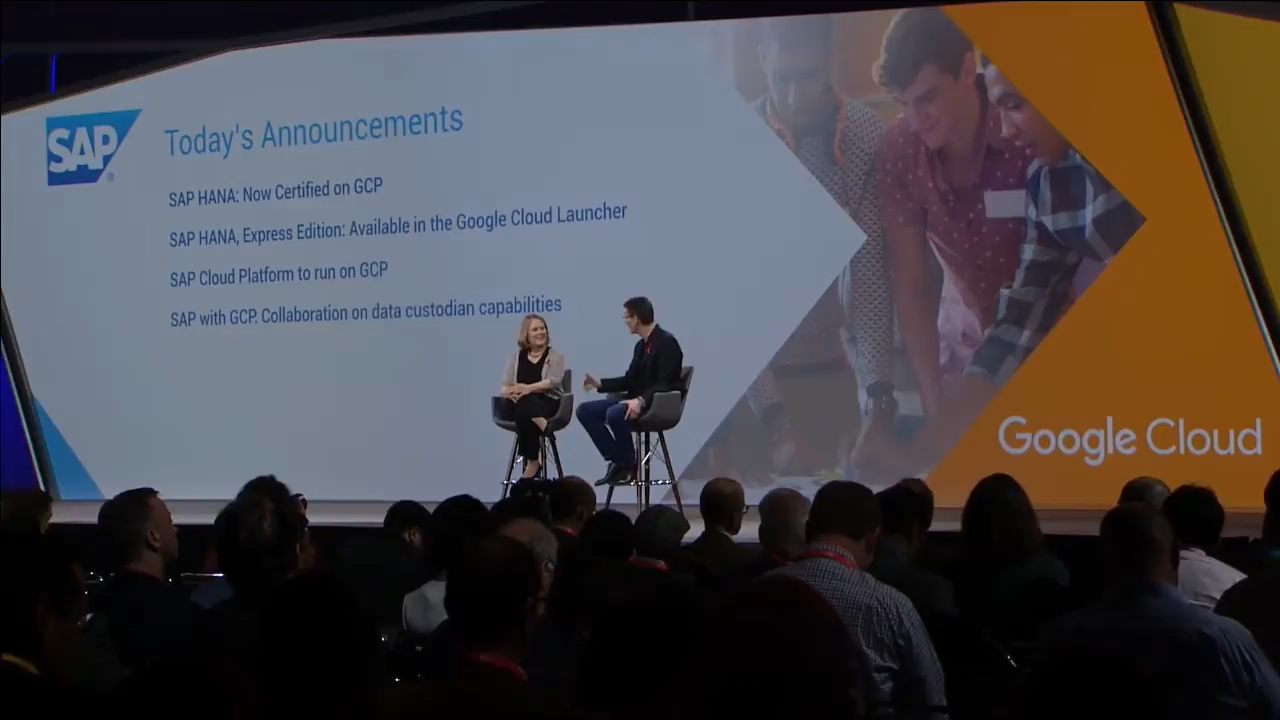 SAP
Today's Announcements
SAP HANA: Now Certified on GCP
SAP HANA, Express Edition: Available in the Google Cloud Launcher
SAP Cloud Platform to run on GCP
SAP with GCP. Collaboration on data custodian capabilities
Google Cloud